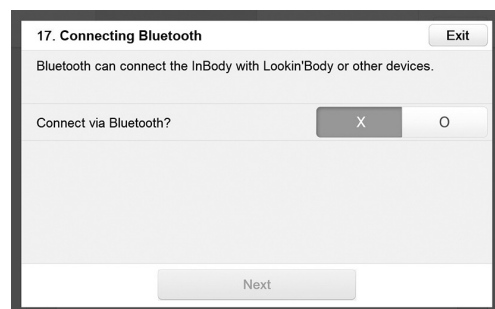 17. Connecting Bluetooth
Exit
Bluetooth can connect the InBody with Lookin'Body or other devices.
Connect via Bluetooth?
X
O
Next